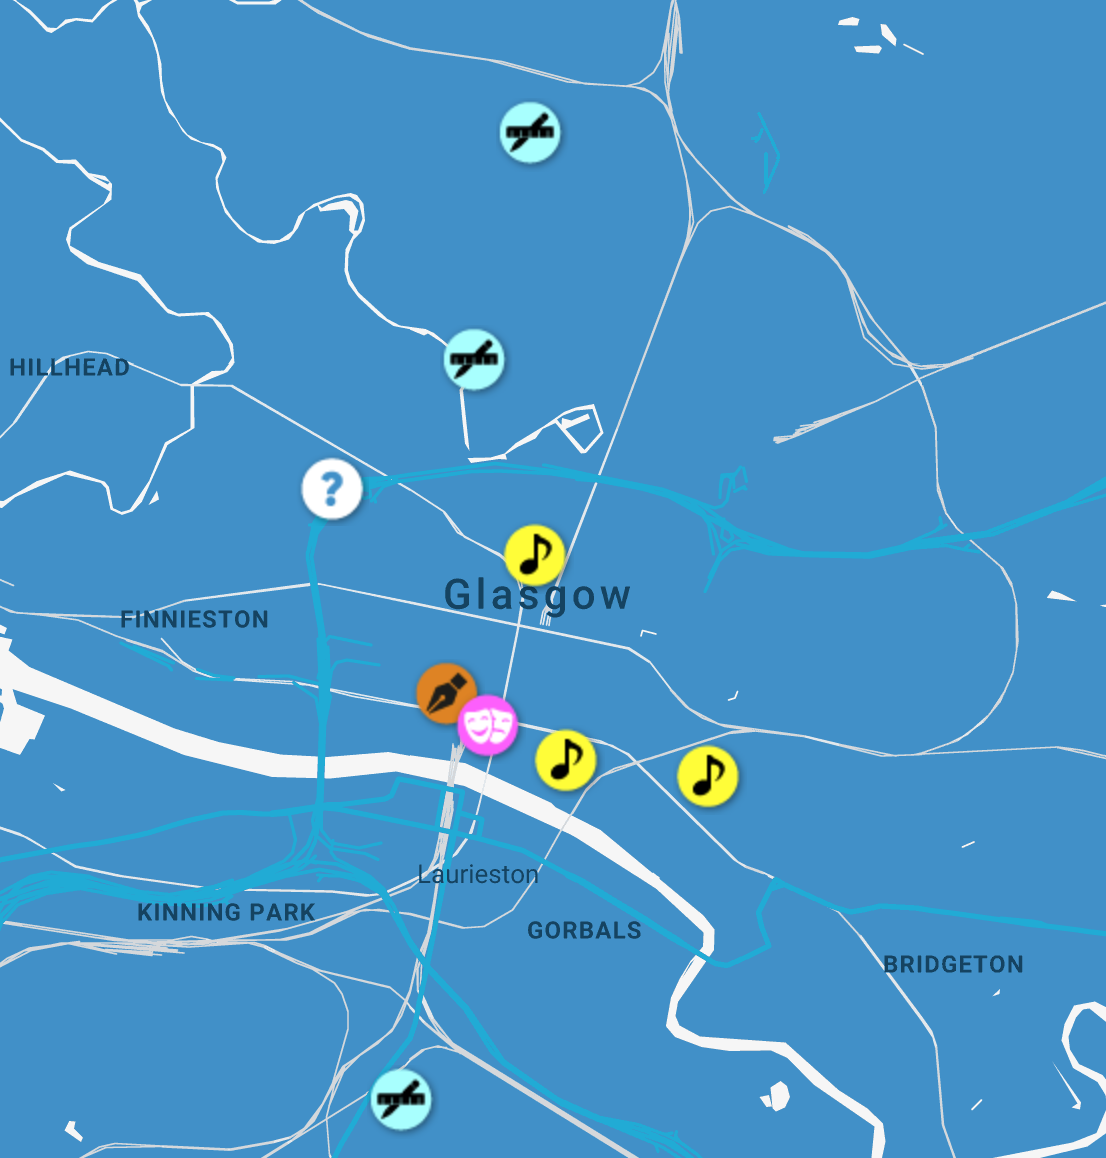 HILLHEAD
?
Glasgow
FINNIESTON
Laurieston
KINNING PARK
GORBALS
BRIDGETON